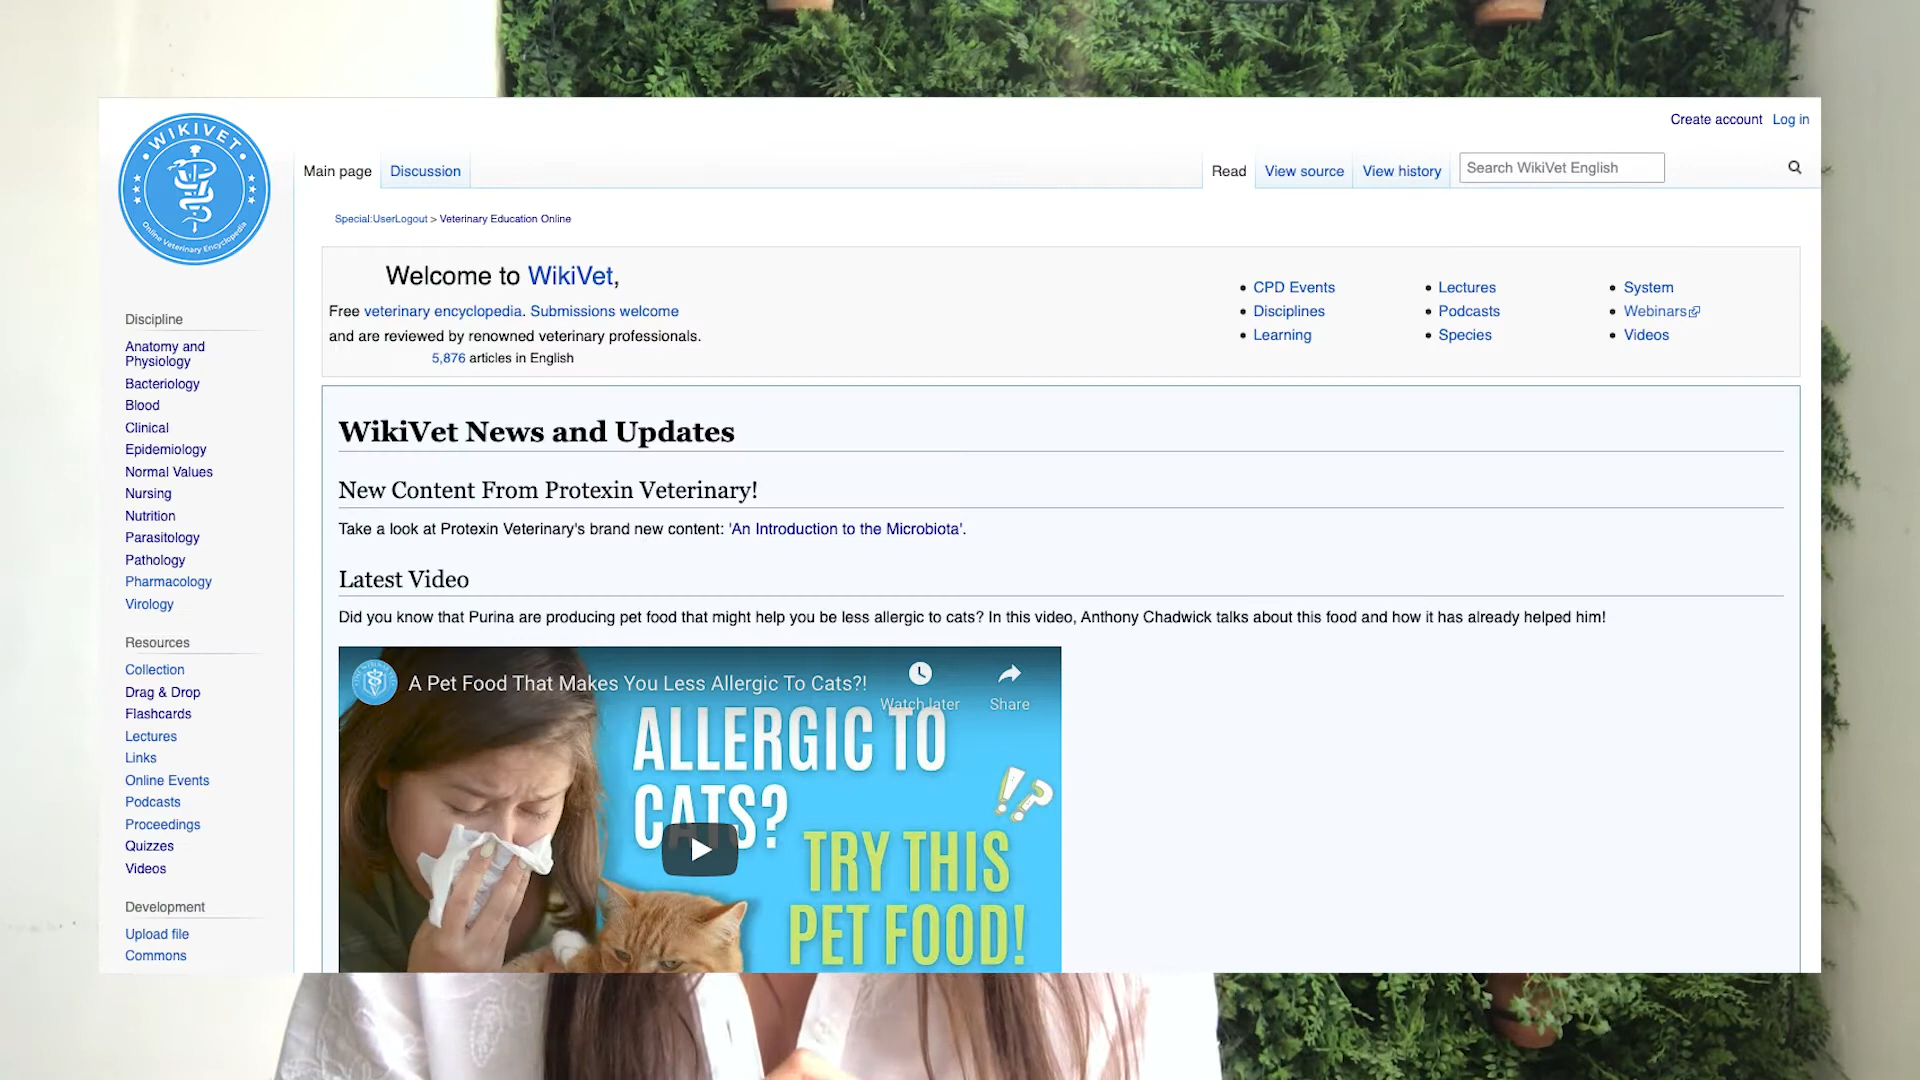 WIKIVET
Online Veterinary Encyclopedia
Create account Log in
Main page Discussion Read View source View history Search WikiVet English
Special:UserLogout > Veterinary Education Online
Welcome to WikiVet,
Free veterinary encyclopedia. Submissions welcome
and are reviewed by renowned veterinary professionals.
5,876 articles in English
CPD Events
Disciplines
Learning
Lectures
Podcasts
Species
System
Webinars
Videos
Discipline
Anatomy and
Physiology
Bacteriology
Blood
Clinical
Epidemiology
Normal Values
Nursing
Nutrition
Parasitology
Pathology
Pharmacology
Virology
Resources
Collection
Drag & Drop
Flashcards
Lectures
Links
Online Events
Podcasts
Proceedings
Quizzes
Videos
Development
Upload file
Commons
WikiVet News and Updates
New Content From Protexin Veterinary!
Take a look at Protexin Veterinary's brand new content: 'An Introduction to the Microbiota'.
Latest Video
Did you know that Purina are producing pet food that might help you be less allergic to cats? In this video, Anthony Chadwick talks about this food and how it has already helped him!
A Pet Food That Makes You Less Allergic To Cats?!
Watch later Share
ALLERGIC TO
CATS?
!?
TRY THIS
PET FOOD!